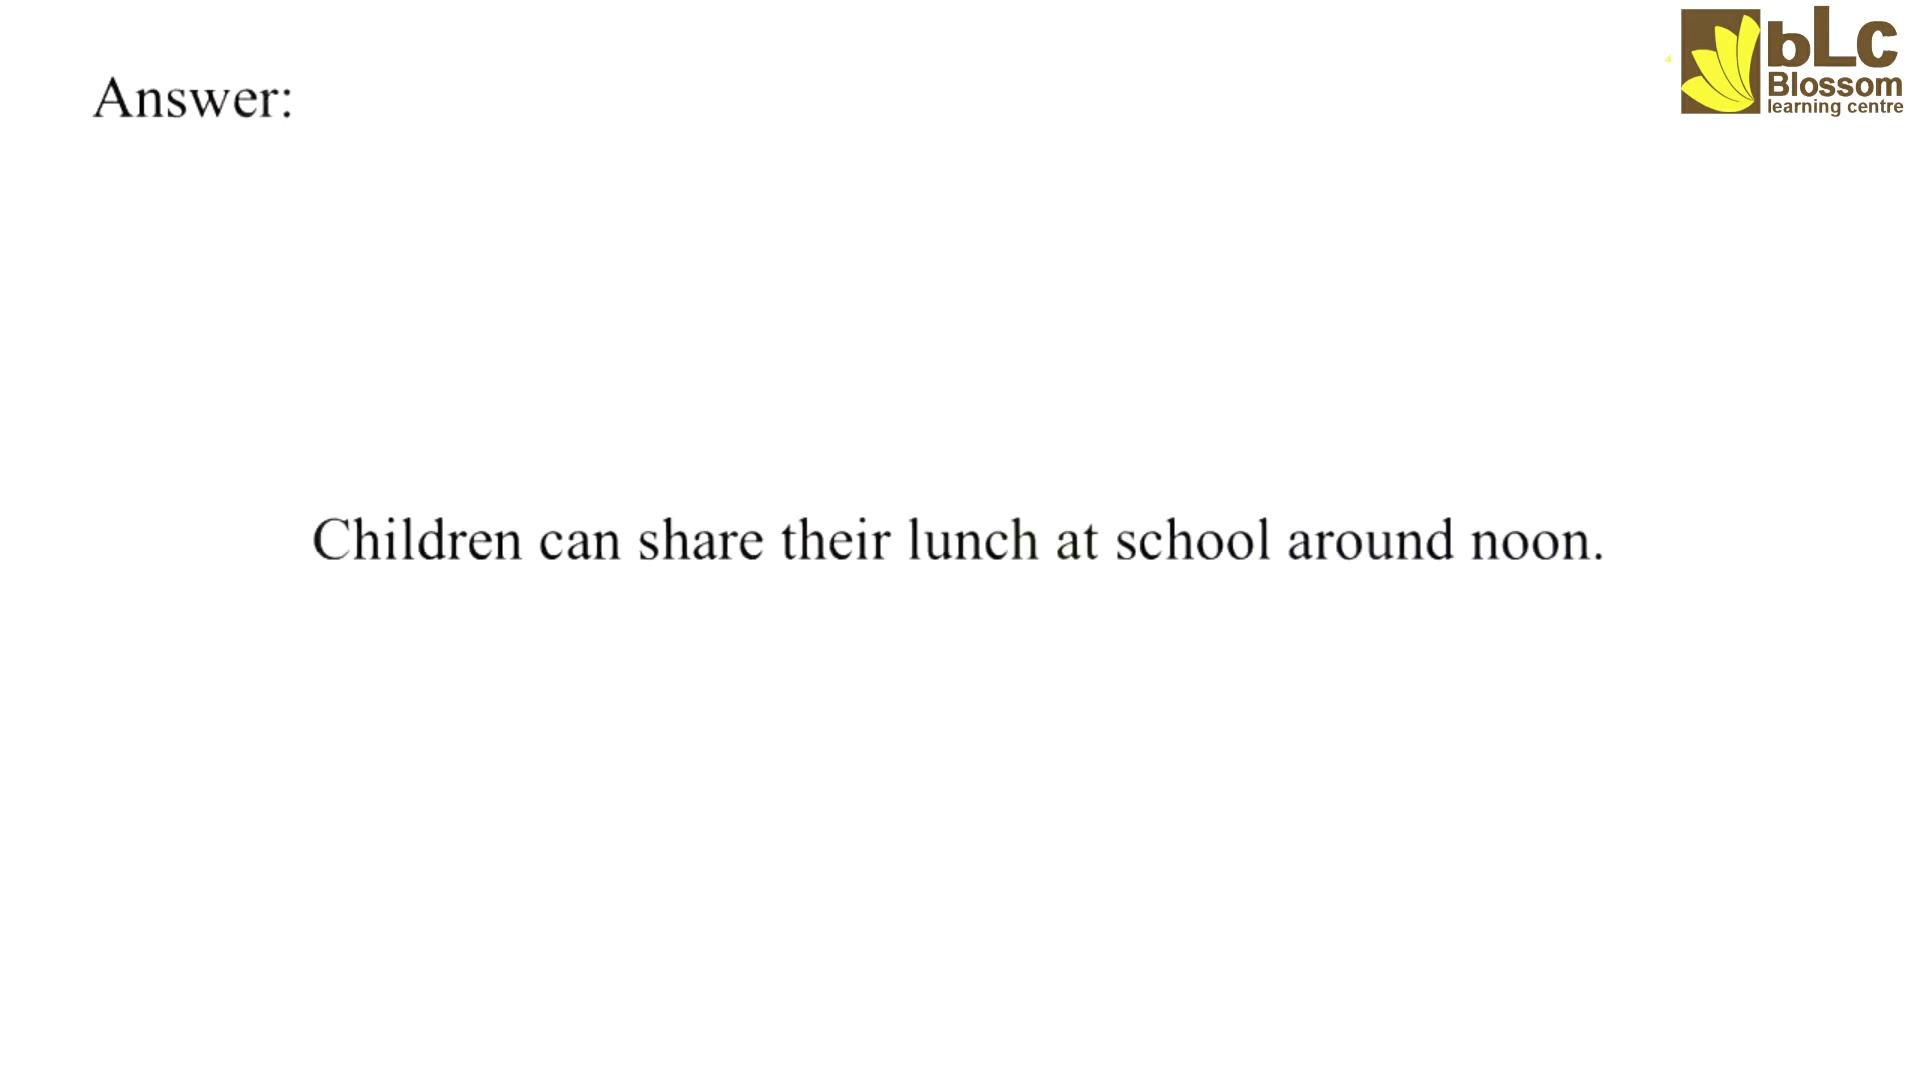 bLc
Blossom
learning centre
Answer:
Children can share their lunch at school around noon.